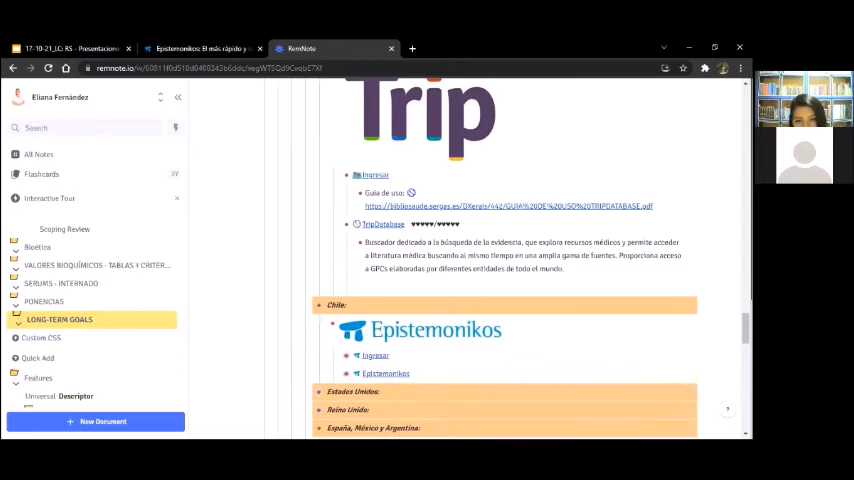 17-10-21_LC: RS - Presentacione
Epistemonikos: El más rápido y
RemNote
Eliana Fernández
Search
All Notes
Flashcards
77
Interactive Tour
Scoping Review
Bioética
VALORES BIOQUÍMICOS - TABLAS Y CRITER...
SERUMS - INTERNADO
PONENCIAS
LONG-TERM GOALS
Custom CSS
Quick Add
Features
Universal Descriptor
+ New Document
Trip
Ingresar
Guia de uso:
https://bibliosaude.sergas.es/DXerais/442/GUIA%20DE%20USO%20TRIPDATABASE.pdf
TripDatabase ♥♥♥♥♥/♥♥♥♥♥
Buscador dedicado a la búsqueda de la evidencia, que explora recursos médicos y permite acceder
a literatura médica buscando al mismo tiempo en una amplia gama de fuentes. Proporciona acceso
a GPCs elaboradas por diferentes entidades de todo el mundo.
Chile:
Epistemonikos
Ingresar
Epistemonikos
Estados Unidos:
Reino Unido:
España, México y Argentina:
?